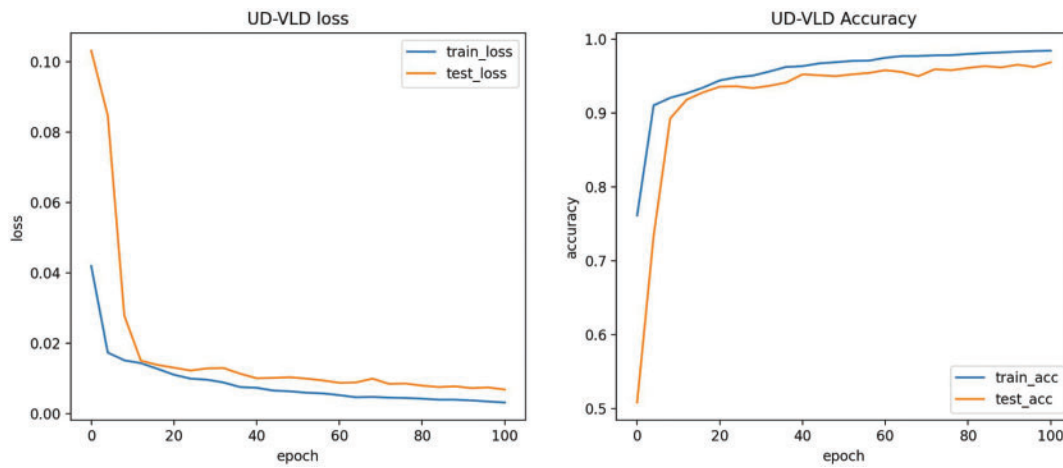 UD-VLD loss
0.10
0.08
0.06
0.04
0.02
0.00
loss
train_loss
test_loss
0 20 40 60 80 100
epoch
UD-VLD Accuracy
1.0
0.9
0.8
0.7
0.6
0.5
accuracy
train_acc
test_acc
0 20 40 60 80 100
epoch